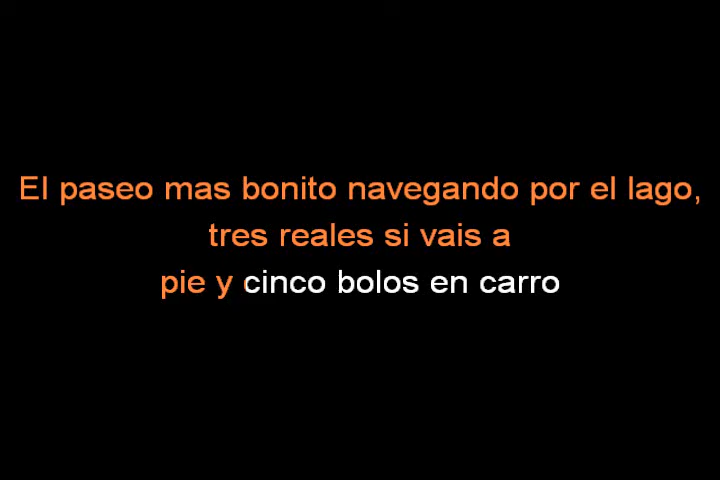 El paseo mas bonito navegando por el lago,
tres reales si vais a
pie y cinco bolos en carro